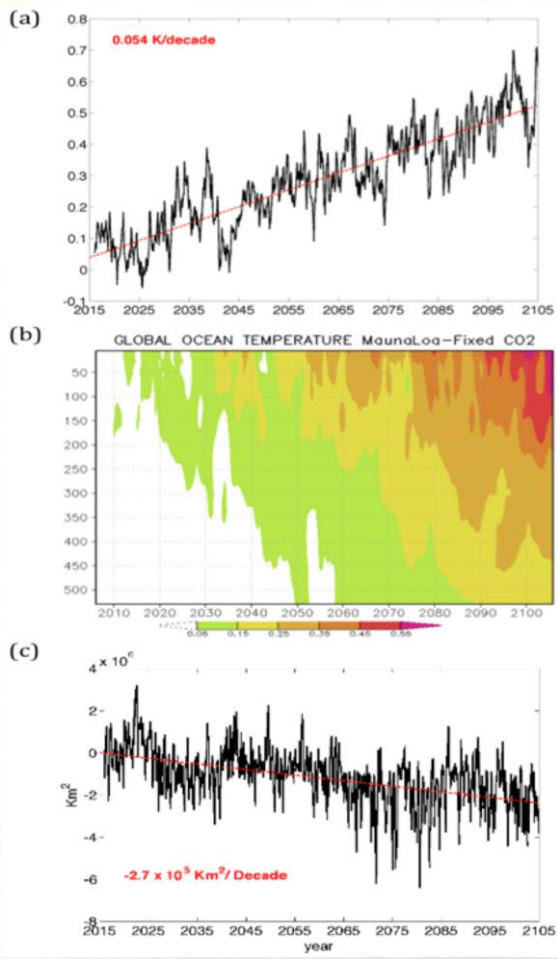 (a)
0.8
0.054 K/decade
0.7
0.6
0.5
0.4
0.3
0.2
0.1
0
-0.1
2015 2025 2035 2045 2055 2065 2075 2085 2095 2105
(b)
GLOBAL OCEAN TEMPERATURE MaunaLoa-Fixed CO2
50
100
150
200
250
300
350
400
450
500
2010 2020 2030 2040 2050 2060 2070 2080 2090 2100
0.05 0.15 0.25 0.35 0.45 0.55
(c)
4 x 10⁶
2
0
-2
-4
-6
-8
Km²
-2.7 x 10⁵ Km²/ Decade
2015 2025 2035 2045 2055 2065 2075 2085 2095 2105
year